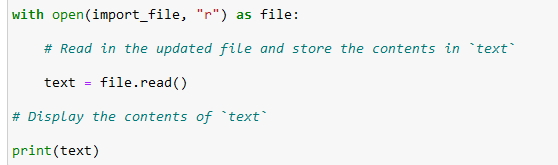 with open(import_file, "r") as file:
# Read in the updated file and store the contents in `text`
text = file.read()
# Display the contents of `text`
print(text)